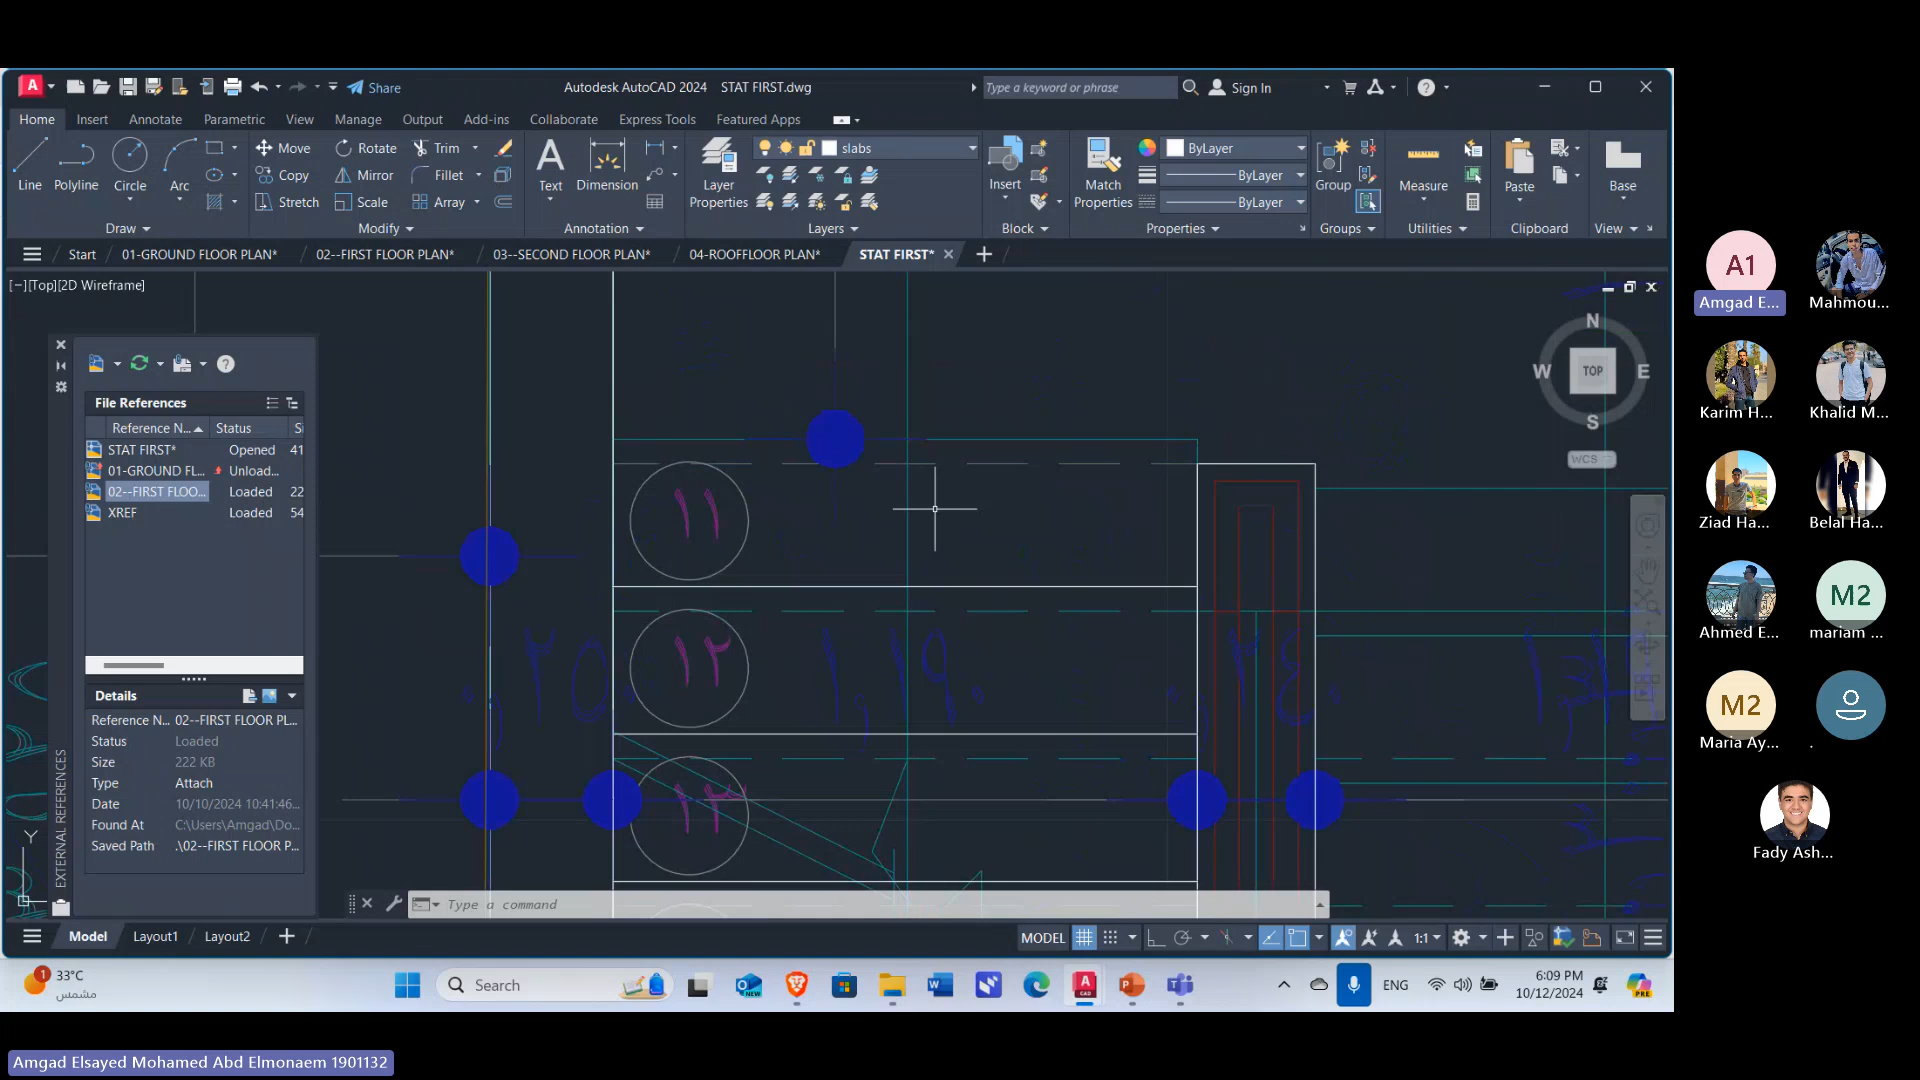 Share
Autodesk AutoCAD 2024 STAT FIRST.dwg
Type a keyword or phrase
Sign In
Home Insert Annotate Parametric View Manage Output Add-ins Collaborate Express Tools Featured Apps
Line Polyline Circle Arc
Move Rotate Trim
Copy Mirror Fillet
Stretch Scale Array
Text Dimension
Layer Properties
slabs
Insert
Match Properties
ByLayer
ByLayer
ByLayer
Group
Measure
Paste
Base
Draw Modify Annotation Layers Block Properties Groups Utilities Clipboard View
Start 01-GROUND FLOOR PLAN* 02--FIRST FLOOR PLAN* 03--SECOND FLOOR PLAN* 04-ROOFFLOOR PLAN* STAT FIRST*
[−][Top][2D Wireframe]
N
W TOP E
S
WCS
File References
Reference N... Status Si
STAT FIRST* Opened 41
01-GROUND FL... Unload...
02--FIRST FLOO... Loaded 22
XREF Loaded 54
Details
Reference N... 02--FIRST FLOOR PL...
Status Loaded
Size 222 KB
Type Attach
Date 10/10/2024 10:41:46...
Found At C:\Users\Amgad\Do...
Saved Path .\02--FIRST FLOOR P...
EXTERNAL REFERENCES
١١
١٢
١٣
Y
Type a command
Model Layout1 Layout2
MODEL 1:1
1 33°C
مشمس
Search
ENG
6:09 PM
10/12/2024
A1
Amgad E... Mahmou...
Karim H... Khalid M...
Ziad Ha... Belal Ha...
M2
Ahmed E... mariam ...
M2
Maria Ay... .
Fady Ash...
Amgad Elsayed Mohamed Abd Elmonaem 1901132